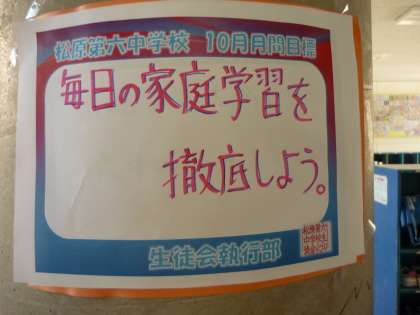 松原第六中学校 10月月間目標
毎日の家庭学習を
徹底しよう。
生徒会執行部